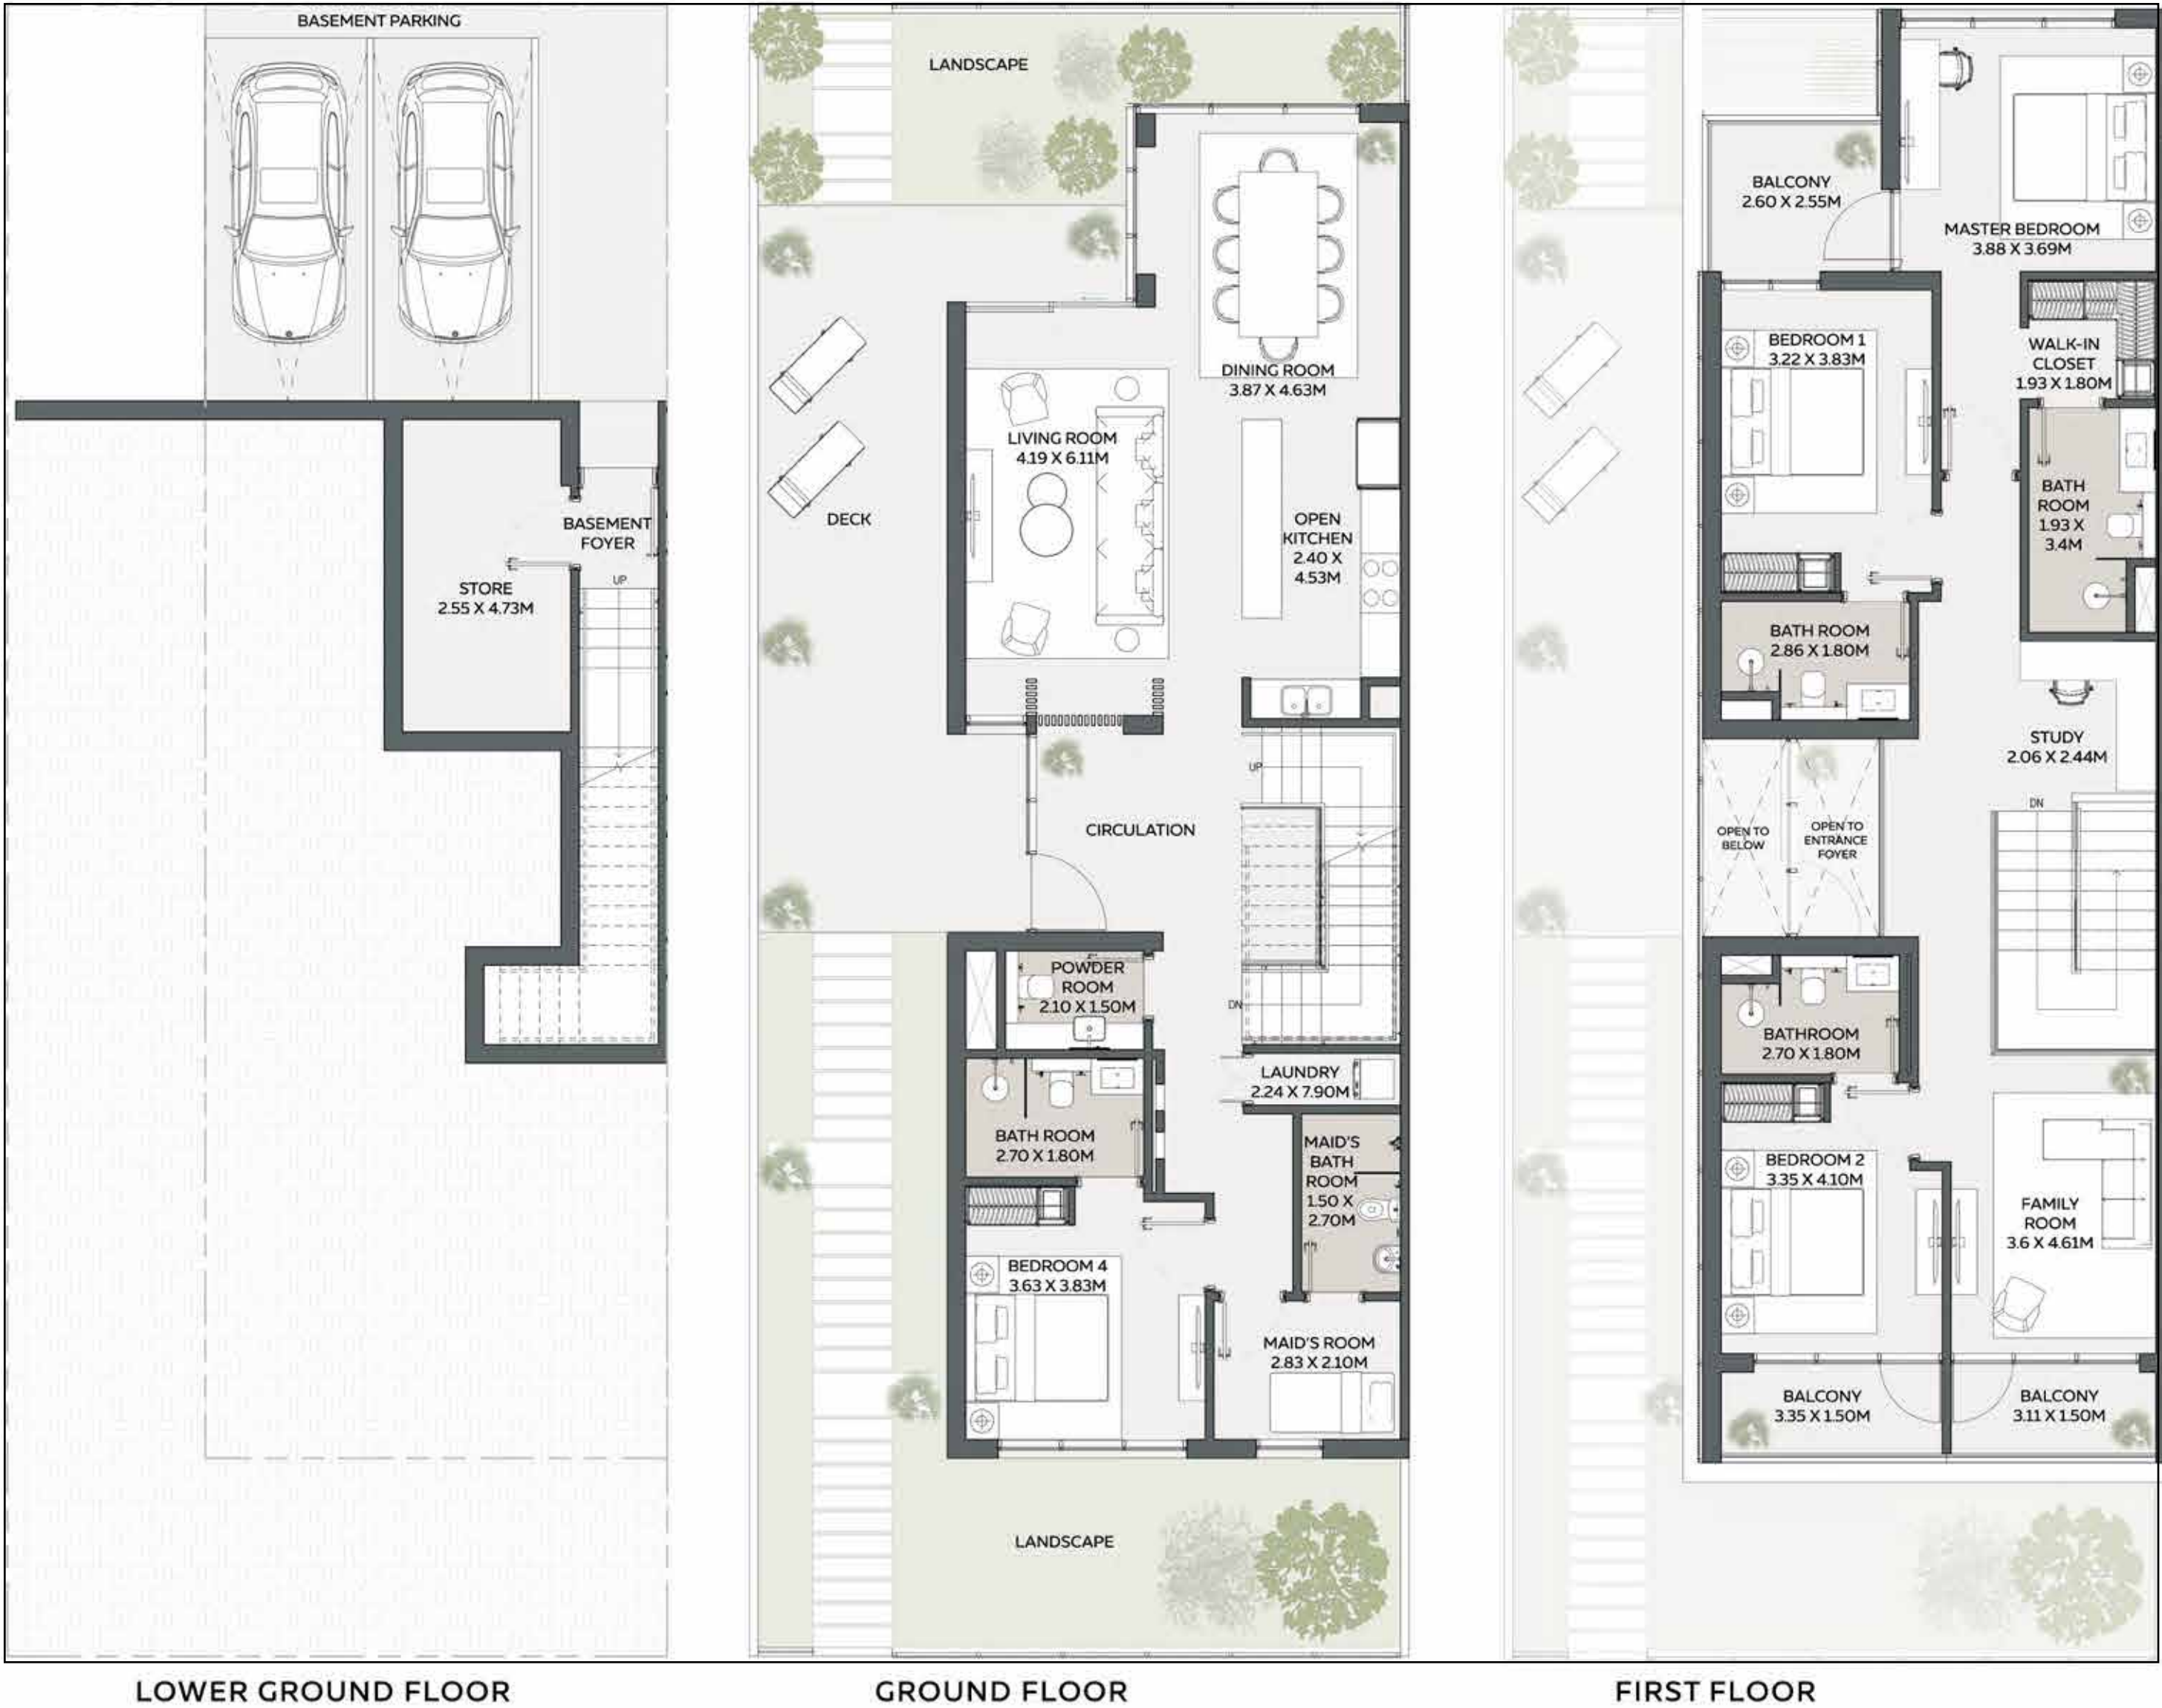 BASEMENT PARKING
BASEMENT
FOYER
UP
STORE
2.55 X 4.73M
LOWER GROUND FLOOR
LANDSCAPE
DINING ROOM
3.87 X 4.63M
LIVING ROOM
4.19 X 6.11M
DECK
OPEN
KITCHEN
2.40 X
4.53M
UP
CIRCULATION
POWDER
ROOM
2.10 X 1.50M
DN
LAUNDRY
2.24 X 7.90M
BATH ROOM
2.70 X 1.80M
MAID'S
BATH
ROOM
1.50 X
2.70M
BEDROOM 4
3.63 X 3.83M
MAID'S ROOM
2.83 X 2.10M
LANDSCAPE
GROUND FLOOR
BALCONY
2.60 X 2.55M
MASTER BEDROOM
3.88 X 3.69M
BEDROOM 1
3.22 X 3.83M
WALK-IN
CLOSET
1.93 X 1.80M
BATH
ROOM
1.93 X
3.4M
BATH ROOM
2.86 X 1.80M
STUDY
2.06 X 2.44M
DN
OPEN TO
BELOW
OPEN TO
ENTRANCE
FOYER
BATHROOM
2.70 X 1.80M
BEDROOM 2
3.35 X 4.10M
FAMILY
ROOM
3.6 X 4.61M
BALCONY
3.35 X 1.50M
BALCONY
3.11 X 1.50M
FIRST FLOOR